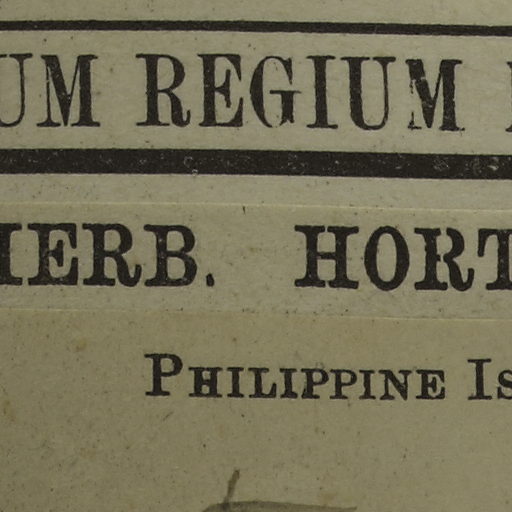 UM REGIUM
HERB. HORT
PHILIPPINE IS